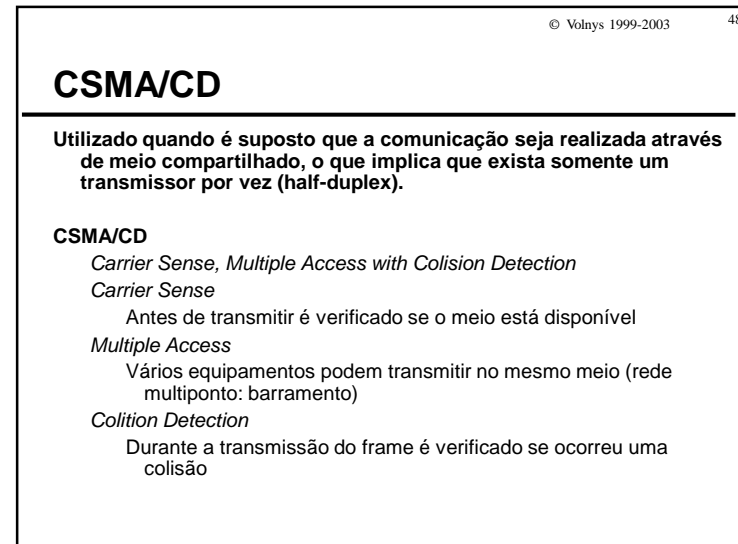 © Volnys 1999-2003 48
CSMA/CD
Utilizado quando é suposto que a comunicação seja realizada através
de meio compartilhado, o que implica que exista somente um
transmissor por vez (half-duplex).
CSMA/CD
Carrier Sense, Multiple Access with Colision Detection
Carrier Sense
Antes de transmitir é verificado se o meio está disponível
Multiple Access
Vários equipamentos podem transmitir no mesmo meio (rede
multiponto: barramento)
Colition Detection
Durante a transmissão do frame é verificado se ocorreu uma
colisão